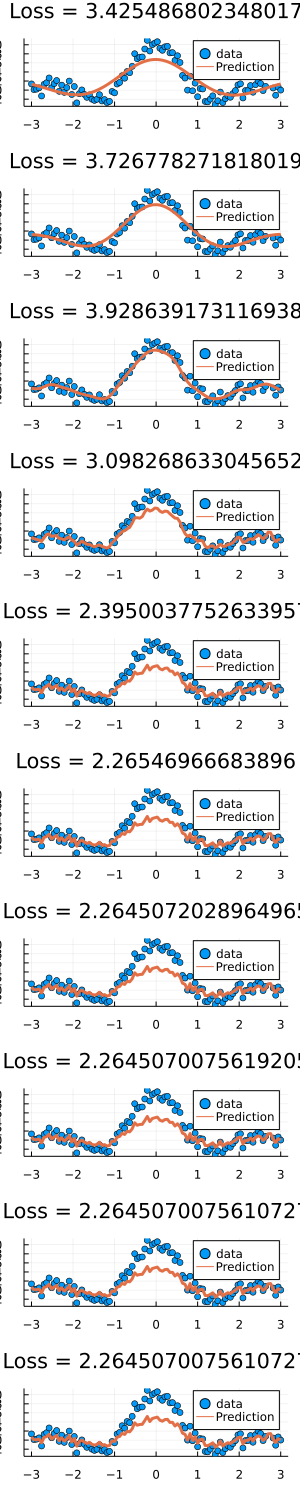 Loss = 3.425486802348017
data
Prediction
−3 −2 −1 0 1 2 3
Loss = 3.726778271818019
data
Prediction
−3 −2 −1 0 1 2 3
Loss = 3.928639173116938
data
Prediction
−3 −2 −1 0 1 2 3
Loss = 3.098268633045652
data
Prediction
−3 −2 −1 0 1 2 3
Loss = 2.395003775263395
data
Prediction
−3 −2 −1 0 1 2 3
Loss = 2.26546966683896
data
Prediction
−3 −2 −1 0 1 2 3
Loss = 2.264507202896496
data
Prediction
−3 −2 −1 0 1 2 3
Loss = 2.264507007561920
data
Prediction
−3 −2 −1 0 1 2 3
Loss = 2.264507007561072
data
Prediction
−3 −2 −1 0 1 2 3
Loss = 2.264507007561072
data
Prediction
−3 −2 −1 0 1 2 3